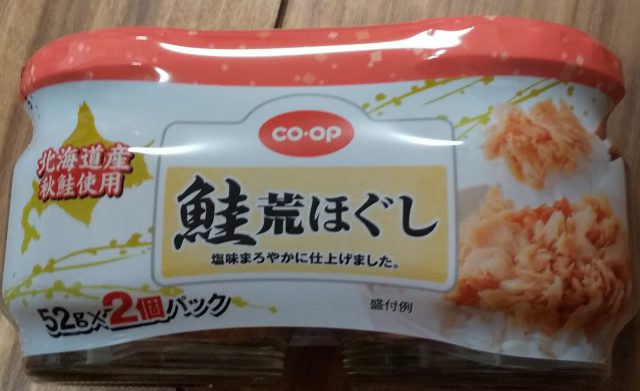 CO·OP
北海道産
秋鮭使用
鮭荒ほぐし
塩味まろやかに仕上げました。
52g×2個パック
盛付例